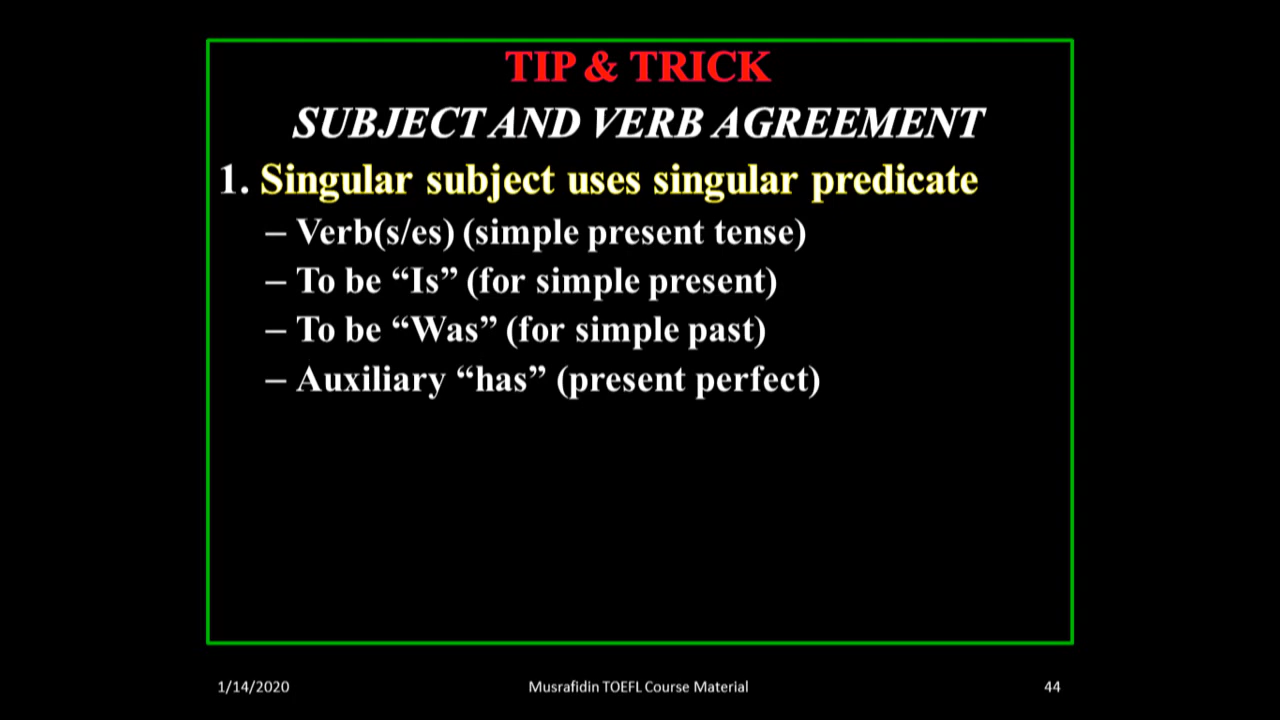 TIP & TRICK
SUBJECT AND VERB AGREEMENT
1. Singular subject uses singular predicate
– Verb(s/es) (simple present tense)
– To be “Is” (for simple present)
– To be “Was” (for simple past)
– Auxiliary “has” (present perfect)
1/14/2020 Musrafidin TOEFL Course Material 44